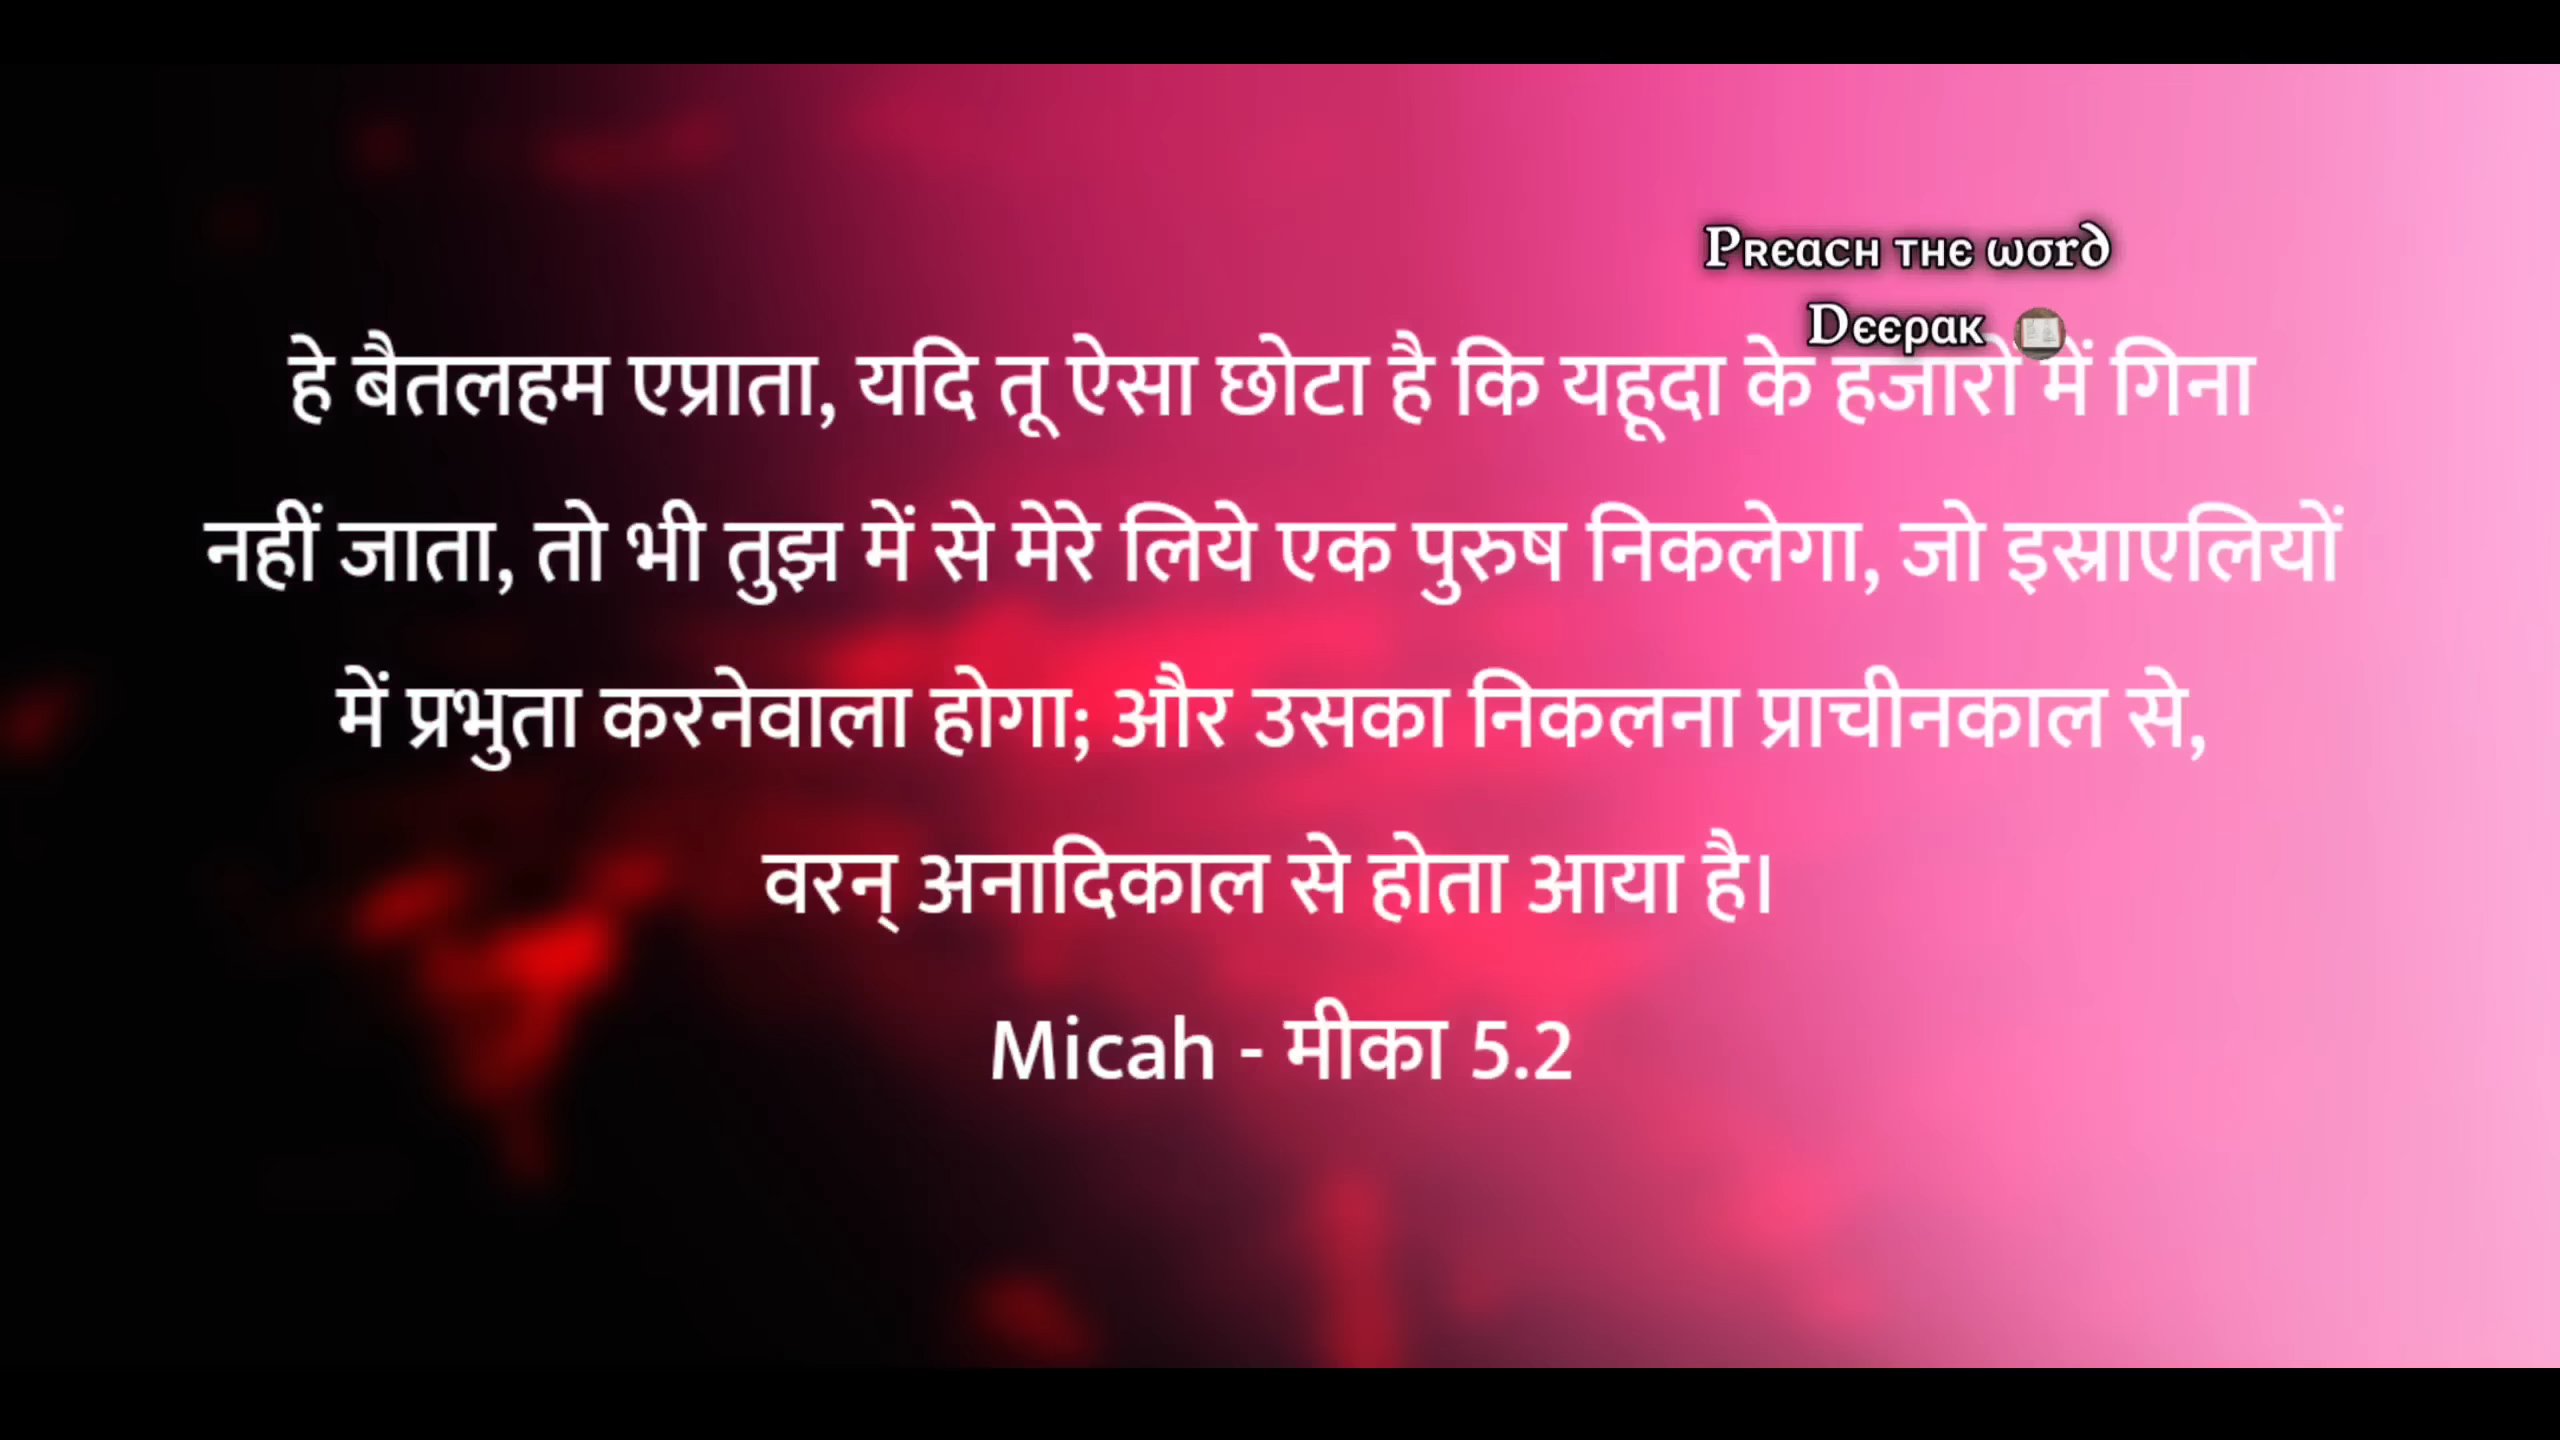 Preach the word
Deepak
हे बैतलहम एप्राता, यदि तू ऐसा छोटा है कि यहूदा के हजारों में गिना
नहीं जाता, तो भी तुझ में से मेरे लिये एक पुरुष निकलेगा, जो इस्राएलियों
में प्रभुता करनेवाला होगा; और उसका निकलना प्राचीनकाल से,
वरन् अनादिकाल से होता आया है।
Micah - मीका 5.2